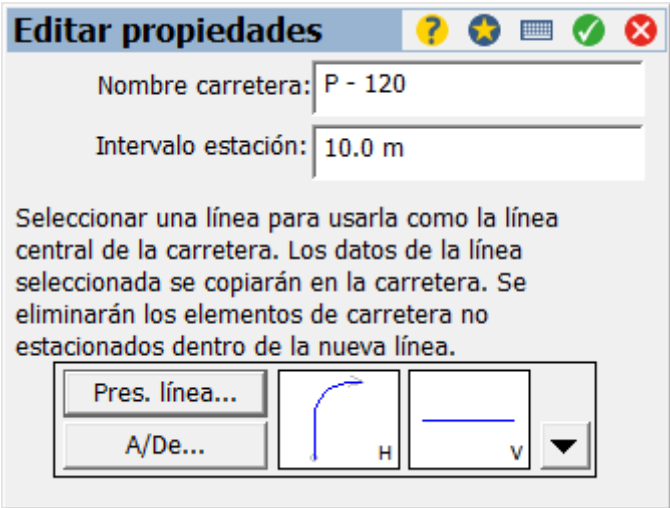 Editar propiedades
?
Nombre carretera: P - 120
Intervalo estación: 10.0 m
Seleccionar una línea para usarla como la línea
central de la carretera. Los datos de la línea
seleccionada se copiarán en la carretera. Se
eliminarán los elementos de carretera no
estacionados dentro de la nueva línea.
Pres. línea...
A/De...
H
V